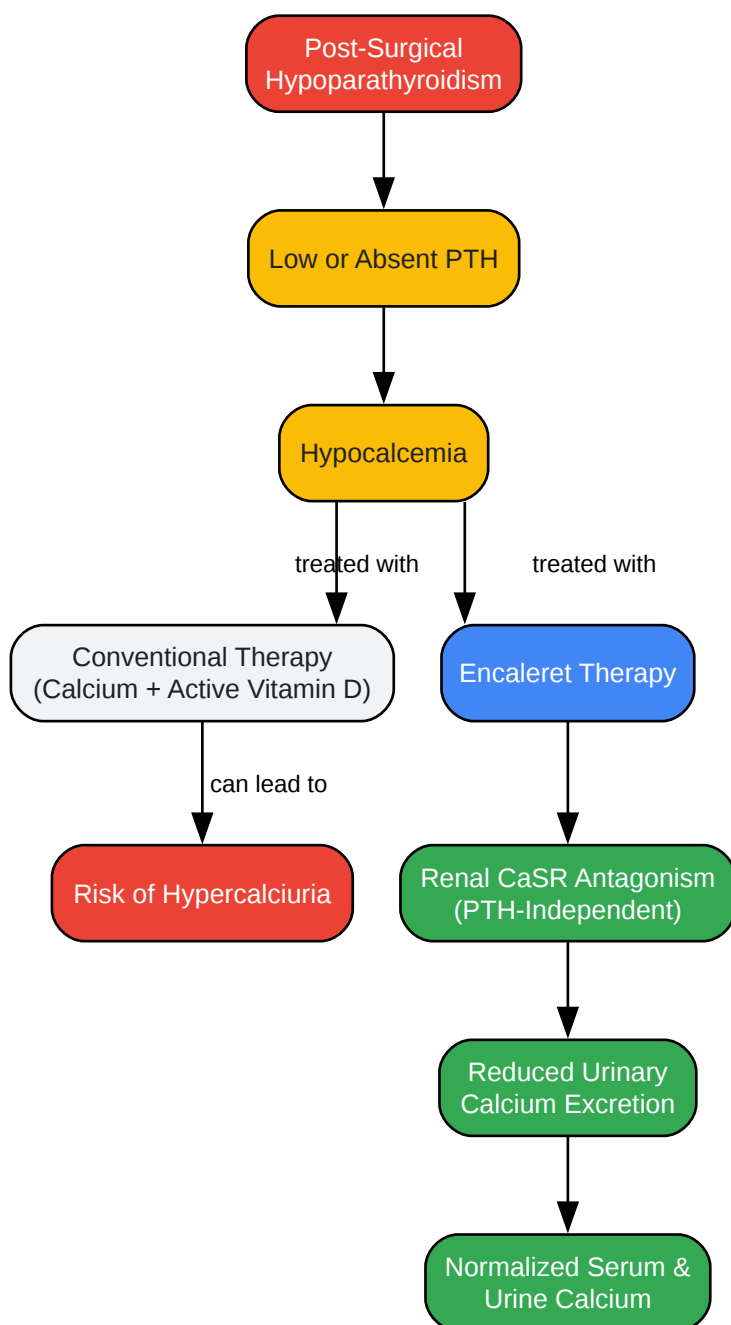 Post-Surgical
Hypoparathyroidism
Low or Absent PTH
Hypocalcemia
treated with
treated with
Conventional Therapy
(Calcium + Active Vitamin D)
Encaleret Therapy
can lead to
Risk of Hypercalciuria
Renal CaSR Antagonism
(PTH-Independent)
Reduced Urinary
Calcium Excretion
Normalized Serum &
Urine Calcium